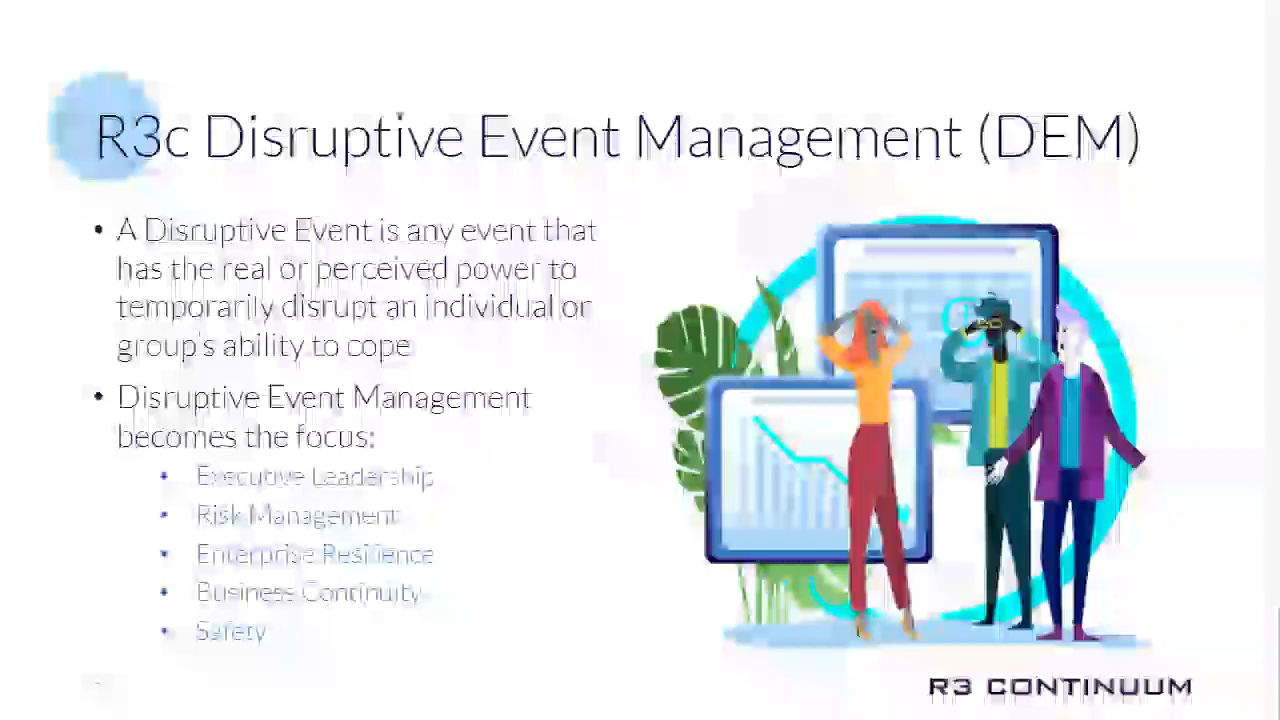 R3c Disruptive Event Management (DEM)
• A Disruptive Event is any event that
has the real or perceived power to
temporarily disrupt an individual or
group's ability to cope
• Disruptive Event Management
becomes the focus:
• Executive Leadership
• Risk Management
• Enterprise Resilience
• Business Continuity
• Safety
R3 CONTINUUM